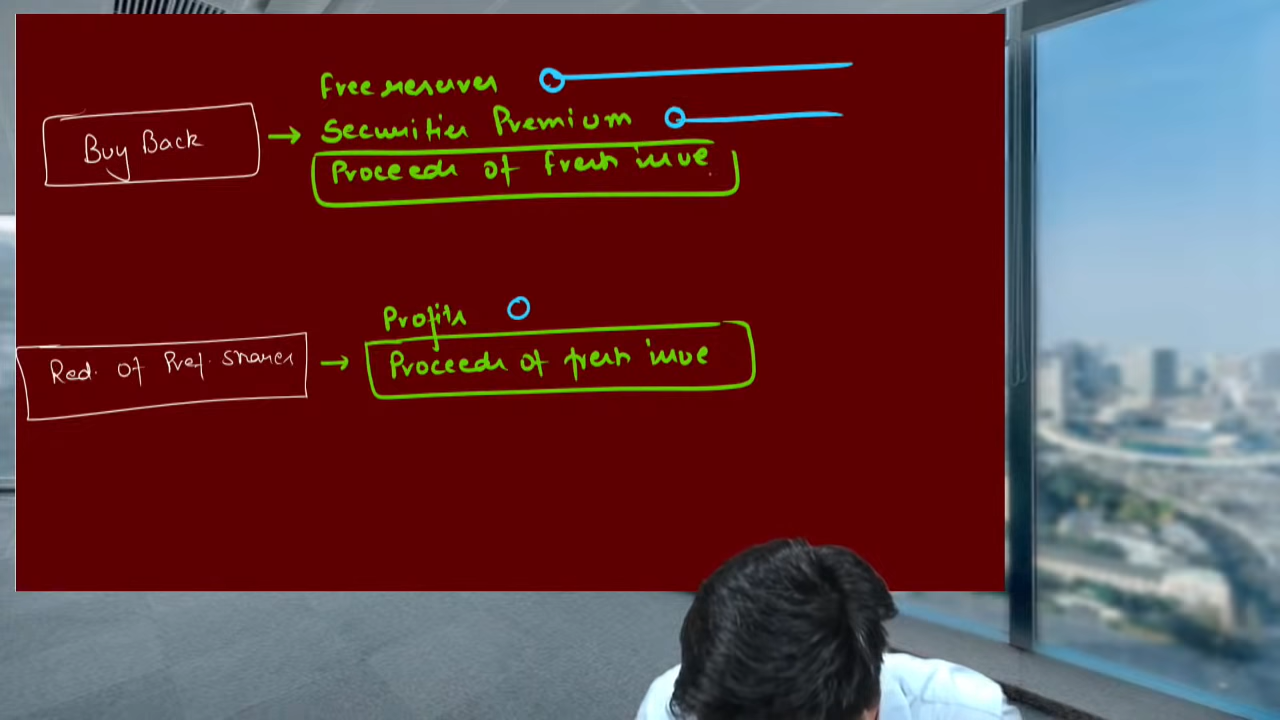 Buy Back →
Free reserves
Securities Premium
Proceeds of fresh issue
Red. of Pref. Shares →
Profits
Proceeds of fresh issue